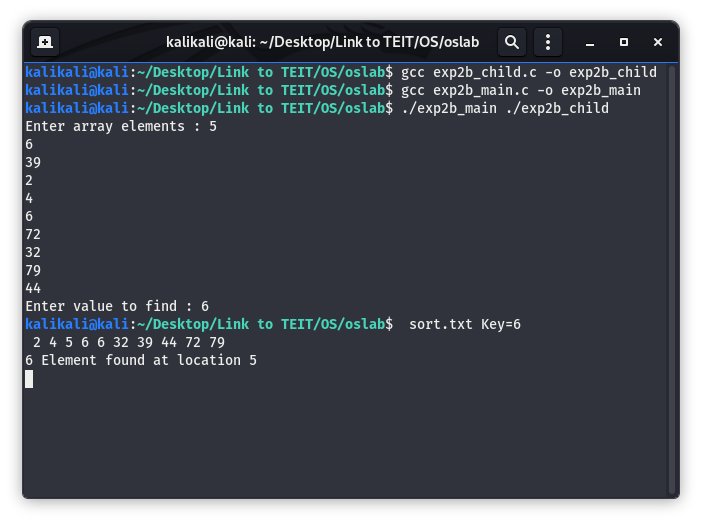 kalikali@kali: ~/Desktop/Link to TEIT/OS/oslab
kalikali@kali:~/Desktop/Link to TEIT/OS/oslab$ gcc exp2b_child.c -o exp2b_child
kalikali@kali:~/Desktop/Link to TEIT/OS/oslab$ gcc exp2b_main.c -o exp2b_main
kalikali@kali:~/Desktop/Link to TEIT/OS/oslab$ ./exp2b_main ./exp2b_child
Enter array elements : 5
6
39
2
4
6
72
32
79
44
Enter value to find : 6
kalikali@kali:~/Desktop/Link to TEIT/OS/oslab$  sort.txt Key=6
 2 4 5 6 6 32 39 44 72 79
6 Element found at location 5